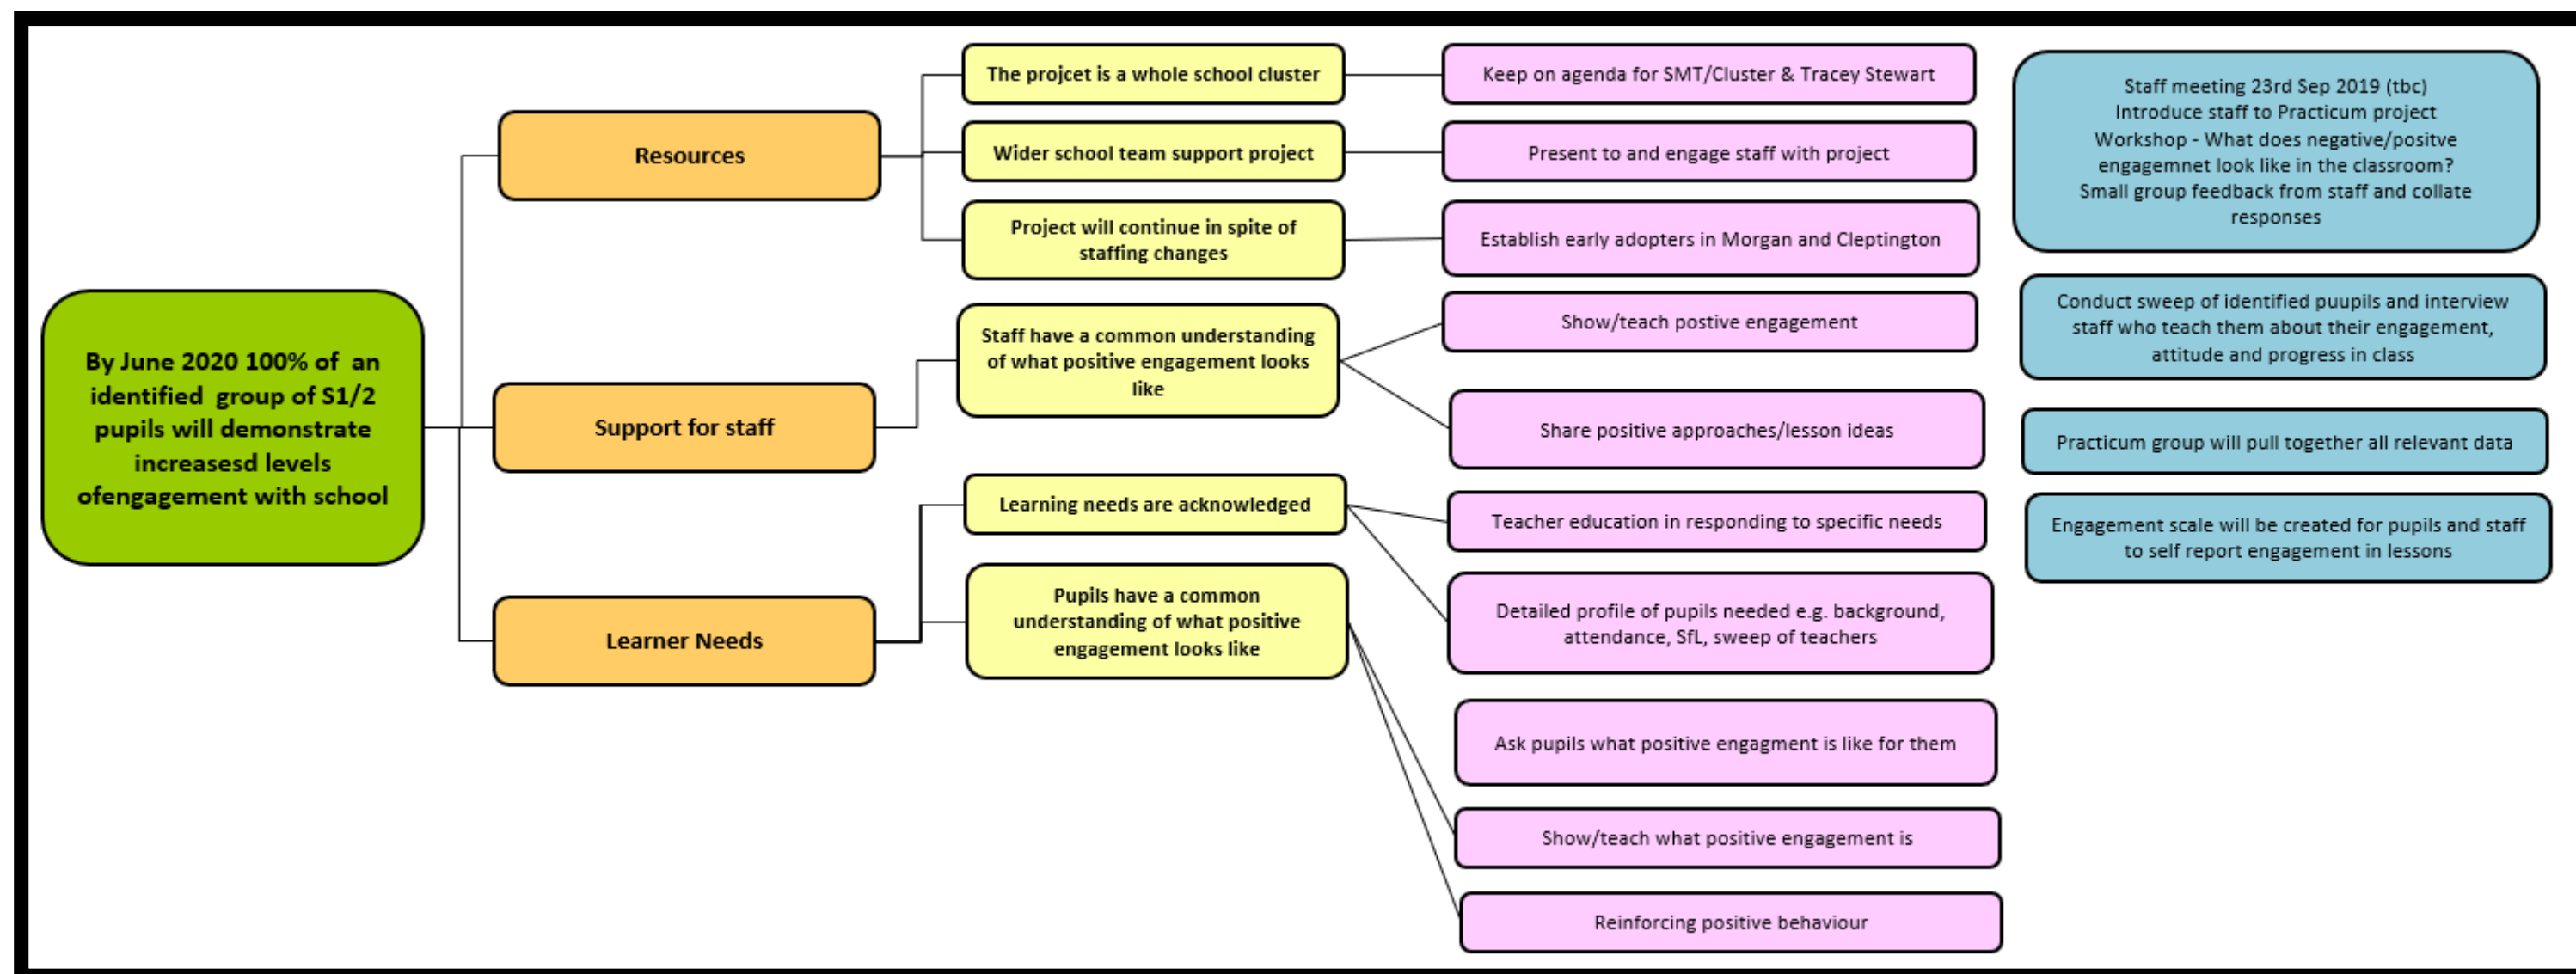 By June 2020 100% of an
identified group of S1/2
pupils will demonstrate
increasesd levels
ofengagement with school
Resources
Support for staff
Learner Needs
The projcet is a whole school cluster
Wider school team support project
Project will continue in spite of
staffing changes
Staff have a common understanding
of what positive engagement looks
like
Learning needs are acknowledged
Pupils have a common
understanding of what positive
engagement looks like
Keep on agenda for SMT/Cluster & Tracey Stewart
Present to and engage staff with project
Establish early adopters in Morgan and Cleptington
Show/teach postive engagement
Share positive approaches/lesson ideas
Teacher education in responding to specific needs
Detailed profile of pupils needed e.g. background,
attendance, SfL, sweep of teachers
Ask pupils what positive engagment is like for them
Show/teach what positive engagement is
Reinforcing positive behaviour
Staff meeting 23rd Sep 2019 (tbc)
Introduce staff to Practicum project
Workshop - What does negative/positve
engagemnet look like in the classroom?
Small group feedback from staff and collate
responses
Conduct sweep of identified puupils and interview
staff who teach them about their engagement,
attitude and progress in class
Practicum group will pull together all relevant data
Engagement scale will be created for pupils and staff
to self report engagement in lessons